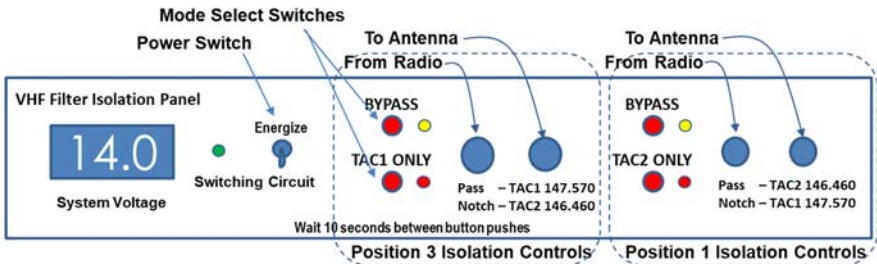 Mode Select Switches
Power Switch
To Antenna
From Radio
To Antenna
From Radio
VHF Filter Isolation Panel
14.0
System Voltage
Energize
Switching Circuit
BYPASS
TAC1 ONLY
Pass – TAC1 147.570
Notch – TAC2 146.460
Wait 10 seconds between button pushes
BYPASS
TAC2 ONLY
Pass – TAC2 146.460
Notch – TAC1 147.570
Position 3 Isolation Controls
Position 1 Isolation Controls